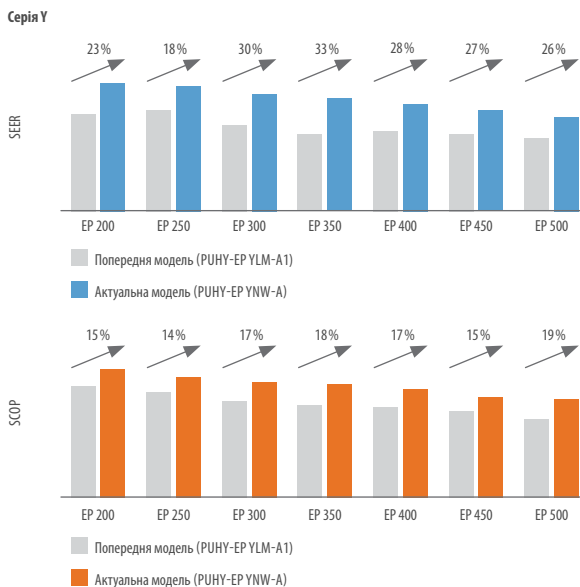 Серія Y
23 % 18 % 30 % 33 % 28 % 27 % 26 %
SEER
EP 200 EP 250 EP 300 EP 350 EP 400 EP 450 EP 500
Попередня модель (PUHY-EP YLM-A1)
Актуальна модель (PUHY-EP YNW-A)
15 % 14 % 17 % 18 % 17 % 15 % 19 %
SCOP
EP 200 EP 250 EP 300 EP 350 EP 400 EP 450 EP 500
Попередня модель (PUHY-EP YLM-A1)
Актуальна модель (PUHY-EP YNW-A)